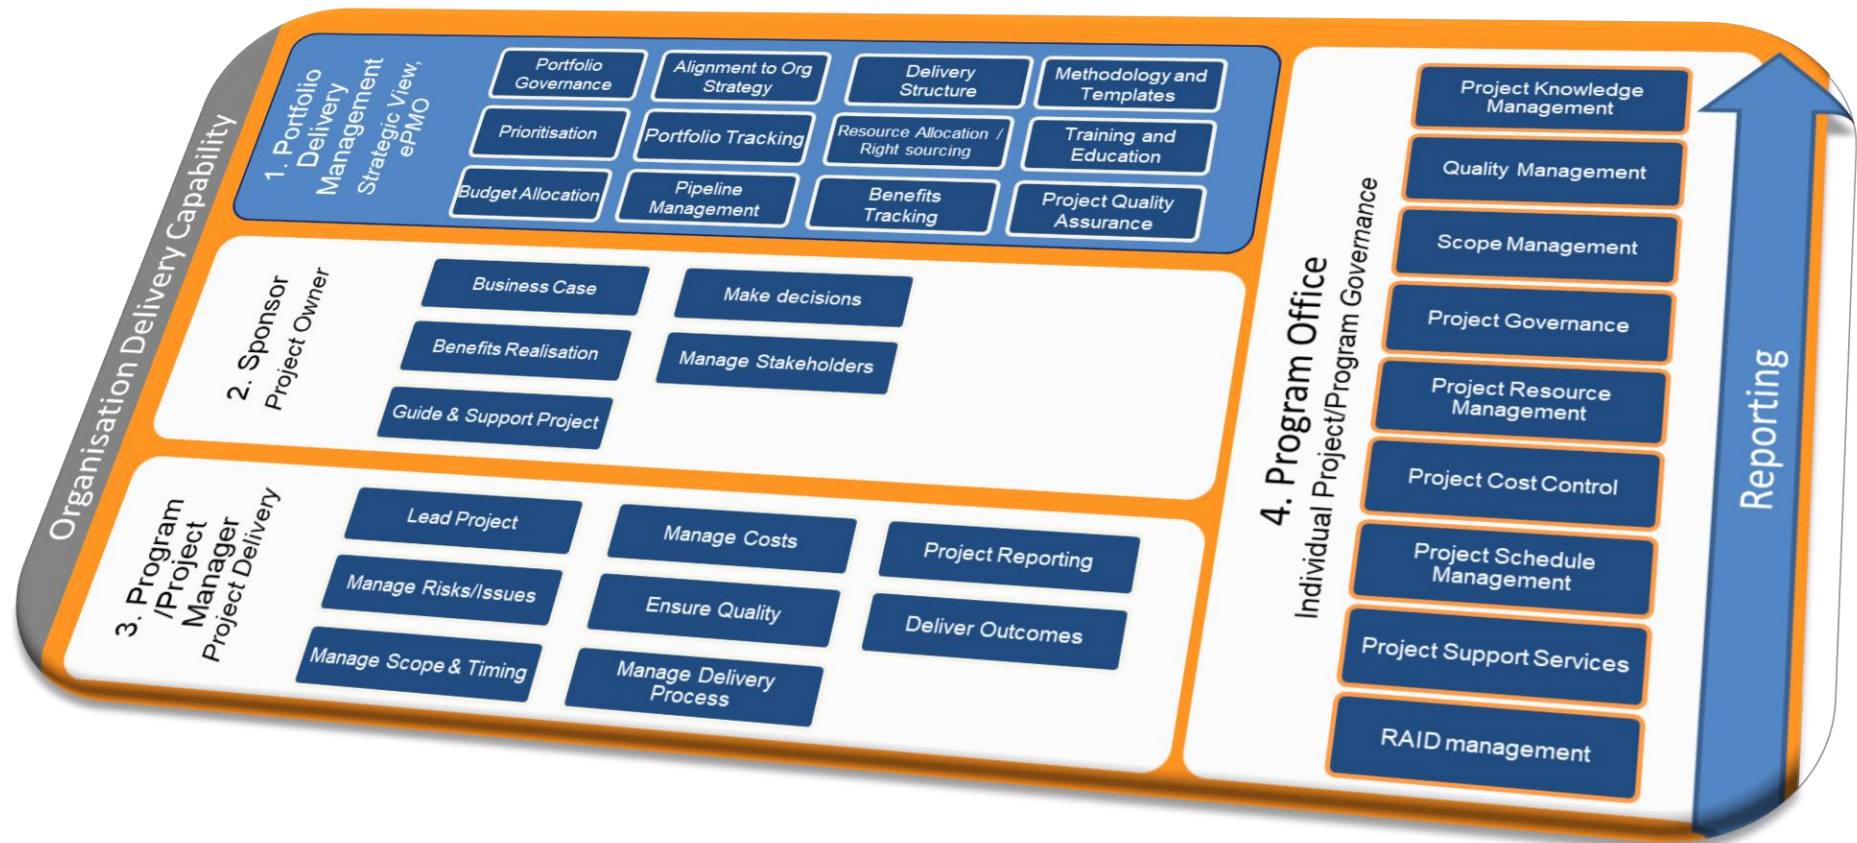 Organisation Delivery Capability
1. Portfolio
Delivery
Management
Strategic View,
ePMO
Portfolio
Governance
Alignment to Org
Strategy
Delivery
Structure
Methodology and
Templates
Prioritisation
Portfolio Tracking
Resource Allocation /
Right sourcing
Training and
Education
Budget Allocation
Pipeline
Management
Benefits
Tracking
Project Quality
Assurance
2. Sponsor
Project Owner
Business Case
Make decisions
Benefits Realisation
Manage Stakeholders
Guide & Support Project
3. Program
/Project
Manager
Project Delivery
Lead Project
Manage Costs
Project Reporting
Manage Risks/Issues
Ensure Quality
Deliver Outcomes
Manage Scope & Timing
Manage Delivery
Process
4. Program Office
Individual Project/Program Governance
Project Knowledge
Management
Quality Management
Scope Management
Project Governance
Project Resource
Management
Project Cost Control
Project Schedule
Management
Project Support Services
RAID management
Reporting